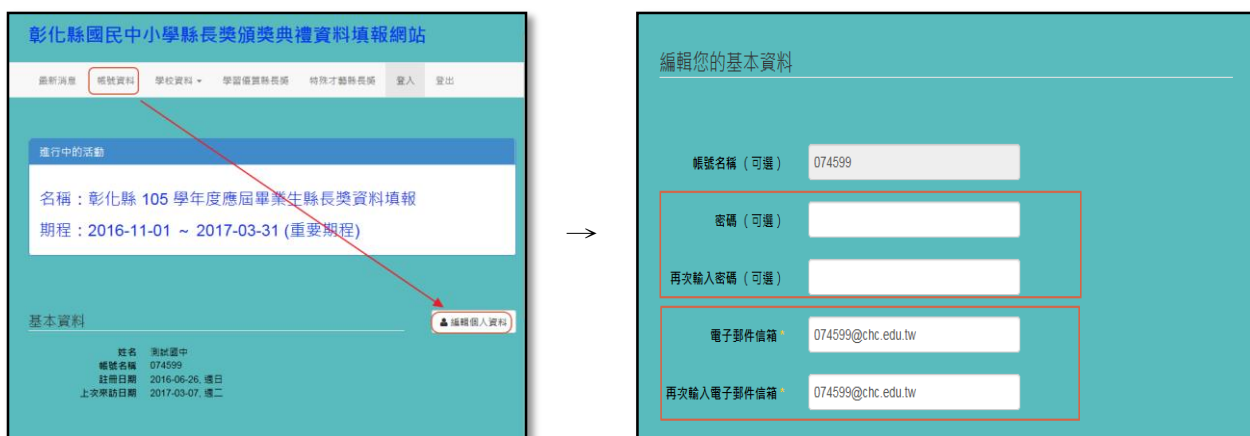 彰化縣國民中小學縣長獎頒獎典禮資料填報網站
最新消息 帳號資料 學校資料 學習優質縣長獎 特殊才藝縣長獎 登入 登出
進行中的活動
名稱：彰化縣 105 學年度應屆畢業生縣長獎資料填報
期程：2016-11-01 ~ 2017-03-31 (重要期程)
基本資料
編輯個人資料
姓名 測試國中
帳號名稱 074599
註冊日期 2016-06-26, 週日
上次來訪日期 2017-03-07, 週二
→
編輯您的基本資料
帳號名稱（可選） 074599
密碼（可選）
再次輸入密碼（可選）
電子郵件信箱 * 074599@chc.edu.tw
再次輸入電子郵件信箱 * 074599@chc.edu.tw